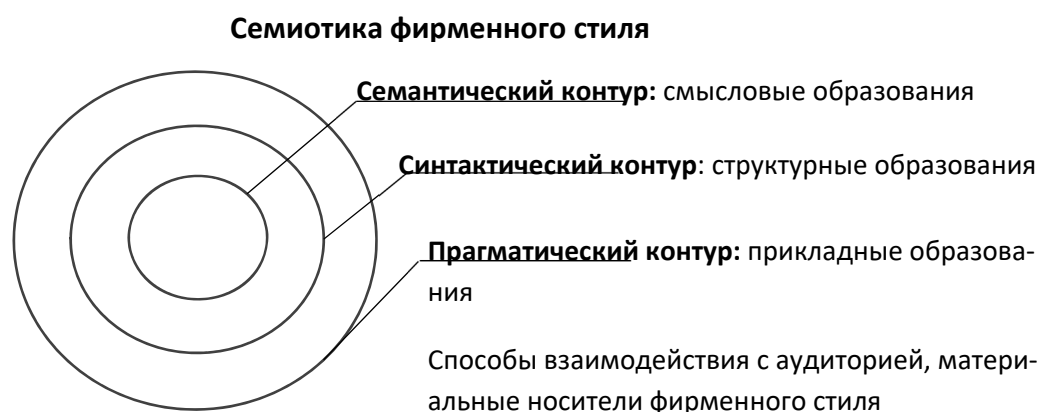 Семиотика фирменного стиля
Семантический контур: смысловые образования
Синтактический контур: структурные образования
Прагматический контур: прикладные образова-
ния
Способы взаимодействия с аудиторией, матери-
альные носители фирменного стиля